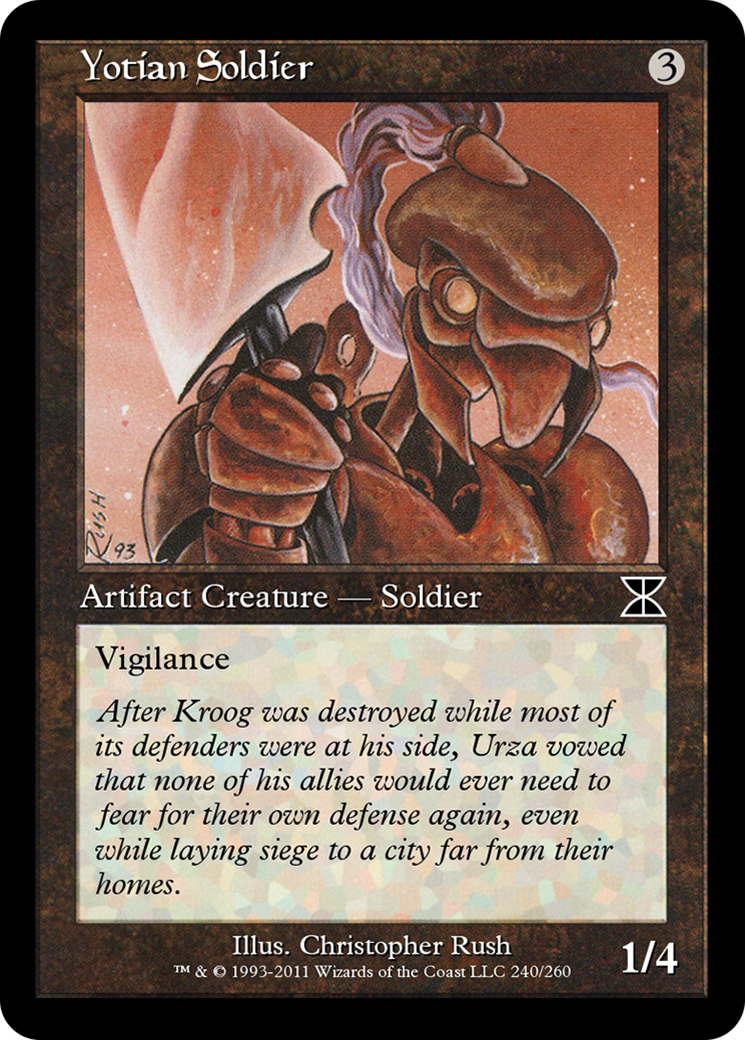 Yotian Soldier 3
RUSH
93
Artifact Creature — Soldier
Vigilance
After Kroog was destroyed while most of
its defenders were at his side, Urza vowed
that none of his allies would ever need to
fear for their own defense again, even
while laying siege to a city far from their
homes.
Illus. Christopher Rush
™ & © 1993-2011 Wizards of the Coast LLC 240/260
1/4